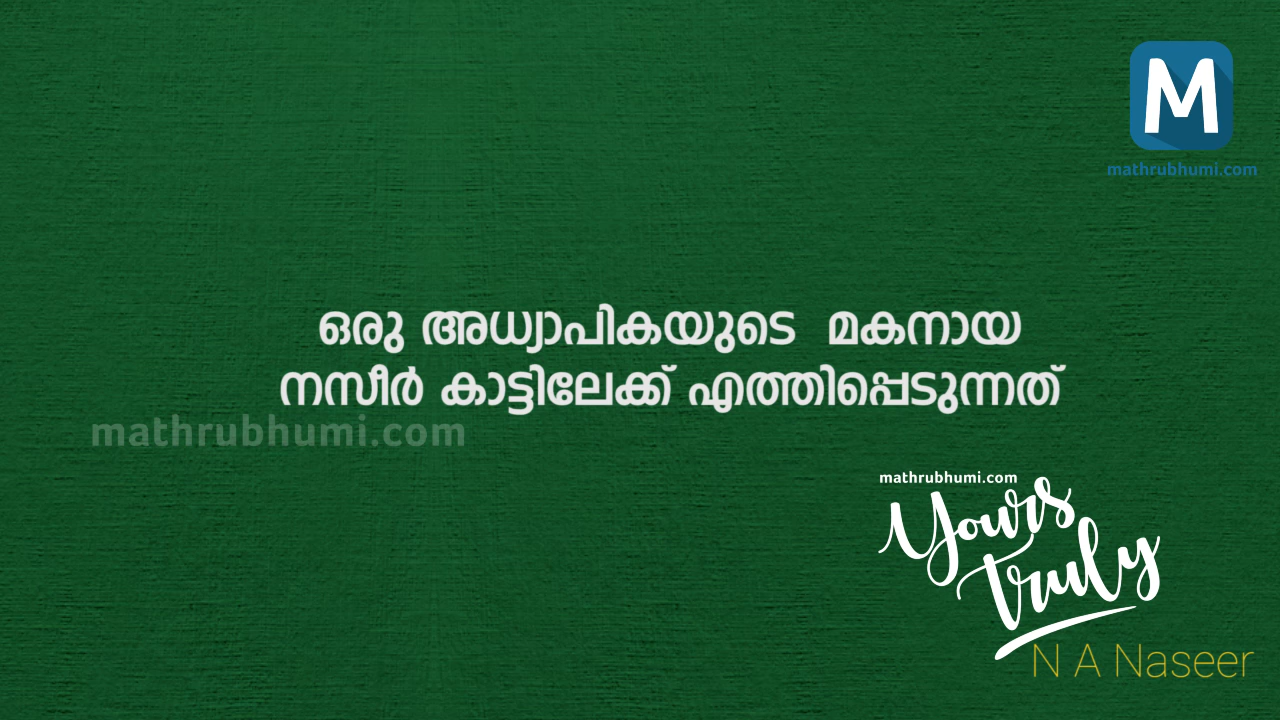 M
mathrubhumi.com
ഒരു അധ്യാപികയുടെ മകനായ
നസീർ കാട്ടിലേക്ക് എത്തിപ്പെടുന്നത്
mathrubhumi.com
mathrubhumi.com
Yours
truly
N A Naseer